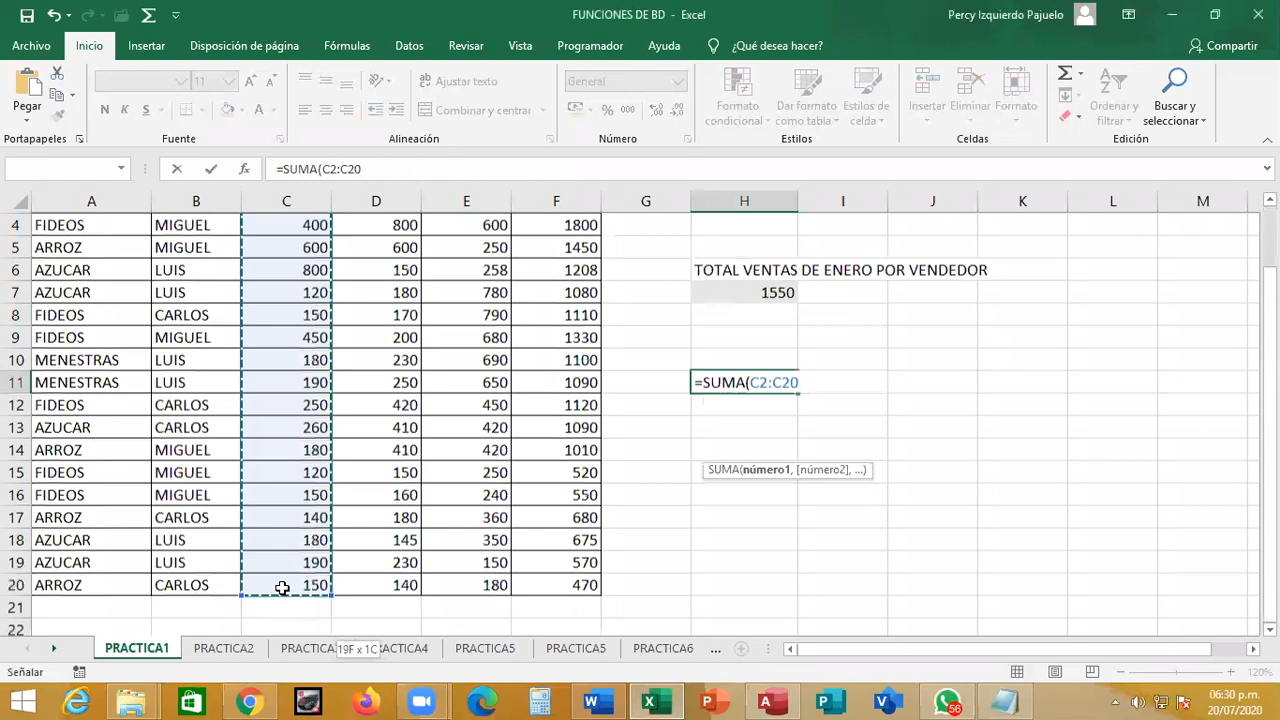 FUNCIONES DE BD - Excel
Percy Izquierdo Pajuelo
Archivo Inicio Insertar Disposición de página Fórmulas Datos Revisar Vista Programador Ayuda ¿Qué desea hacer? Compartir
Pegar
11
N K S
Ajustar texto
Combinar y centrar
General
% 000
Formato condicional
Dar formato como tabla
Estilos de celda
Insertar Eliminar Formato
Ordenar y filtrar
Buscar y seleccionar
Portapapeles Fuente Alineación Número Estilos Celdas Edición
=SUMA(C2:C20
A B C D E F G H I J K L M
4 FIDEOS MIGUEL 400 800 600 1800
5 ARROZ MIGUEL 600 600 250 1450
6 AZUCAR LUIS 800 150 258 1208 TOTAL VENTAS DE ENERO POR VENDEDOR
7 AZUCAR LUIS 120 180 780 1080 1550
8 FIDEOS CARLOS 150 170 790 1110
9 FIDEOS MIGUEL 450 200 680 1330
10 MENESTRAS LUIS 180 230 690 1100
11 MENESTRAS LUIS 190 250 650 1090 =SUMA(C2:C20
12 FIDEOS CARLOS 250 420 450 1120
13 AZUCAR CARLOS 260 410 420 1090
14 ARROZ MIGUEL 180 410 420 1010
15 FIDEOS MIGUEL 120 150 250 520 SUMA(número1, [número2], ...)
16 FIDEOS MIGUEL 150 160 240 550
17 ARROZ CARLOS 140 180 360 680
18 AZUCAR LUIS 180 145 350 675
19 AZUCAR LUIS 190 230 150 570
20 ARROZ CARLOS 150 140 180 470
21
22
PRACTICA1 PRACTICA2 19F x 1C PRACTICA5 PRACTICA5 PRACTICA6 ...
Señalar 120%
56
06:30 p.m.
20/07/2020